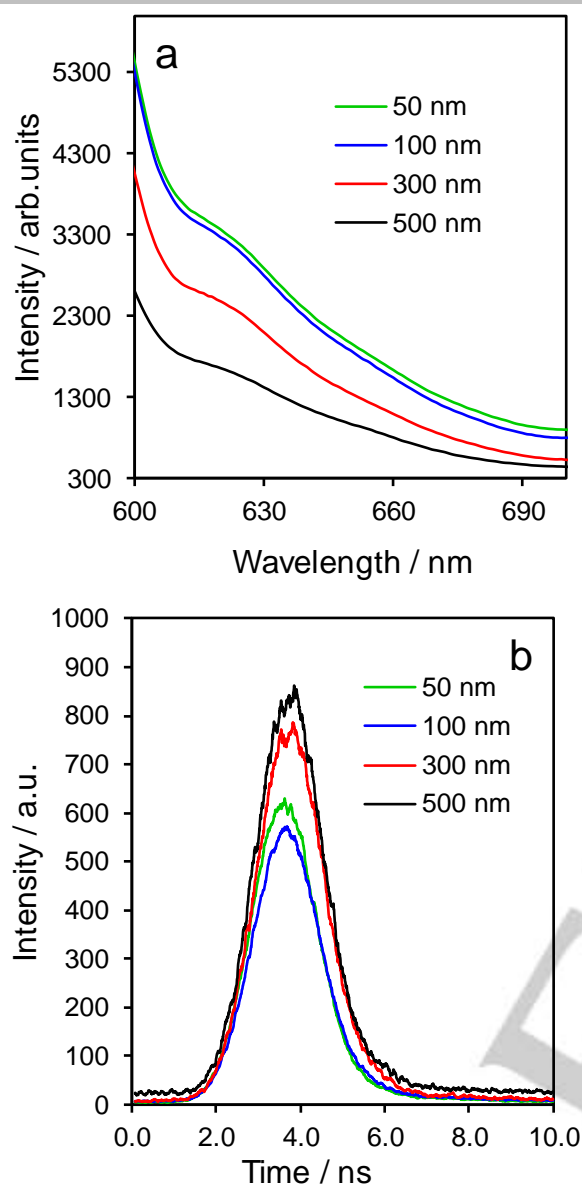 a
5300
50 nm
100 nm
4300
300 nm
3300
500 nm
2300
1300
300
600
630
660
690
Intensity / arb.units
Wavelength / nm
1000
b
900
50 nm
800
100 nm
700
300 nm
600
500 nm
500
400
300
200
100
0
0.0
2.0
4.0
6.0
8.0
10.0
Intensity / a.u.
Time / ns